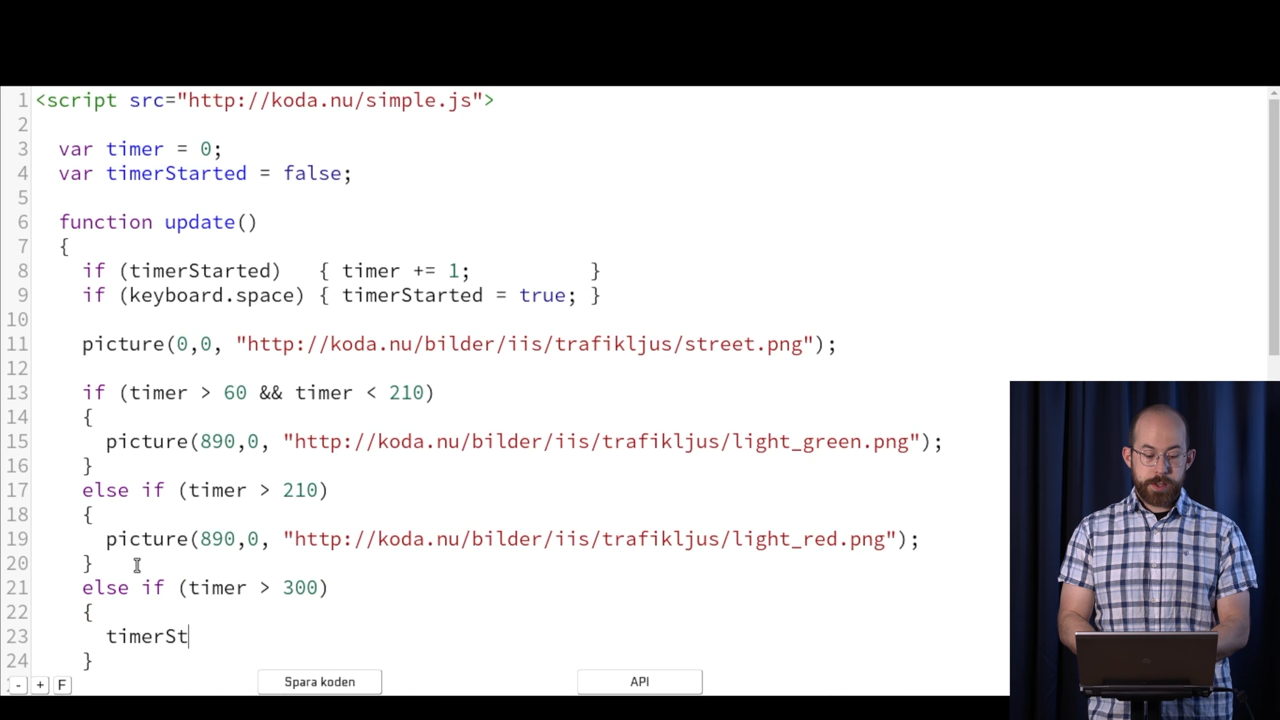 1 <script src="http://koda.nu/simple.js">
2
3 var timer = 0;
4 var timerStarted = false;
5
6 function update()
7 {
8 if (timerStarted) { timer += 1; }
9 if (keyboard.space) { timerStarted = true; }
10
11 picture(0,0, "http://koda.nu/bilder/iis/trafikljus/street.png");
12
13 if (timer > 60 && timer < 210)
14 {
15 picture(890,0, "http://koda.nu/bilder/iis/trafikljus/light_green.png");
16 }
17 else if (timer > 210)
18 {
19 picture(890,0, "http://koda.nu/bilder/iis/trafikljus/light_red.png");
20 }
21 else if (timer > 300)
22 {
23 timerSt
24 }
- + F Spara koden API